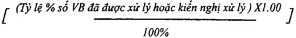 [ (Tỷ lệ % số VB đã được xử lý hoặc kiến nghị xử lý ) X1.00 ]
100%